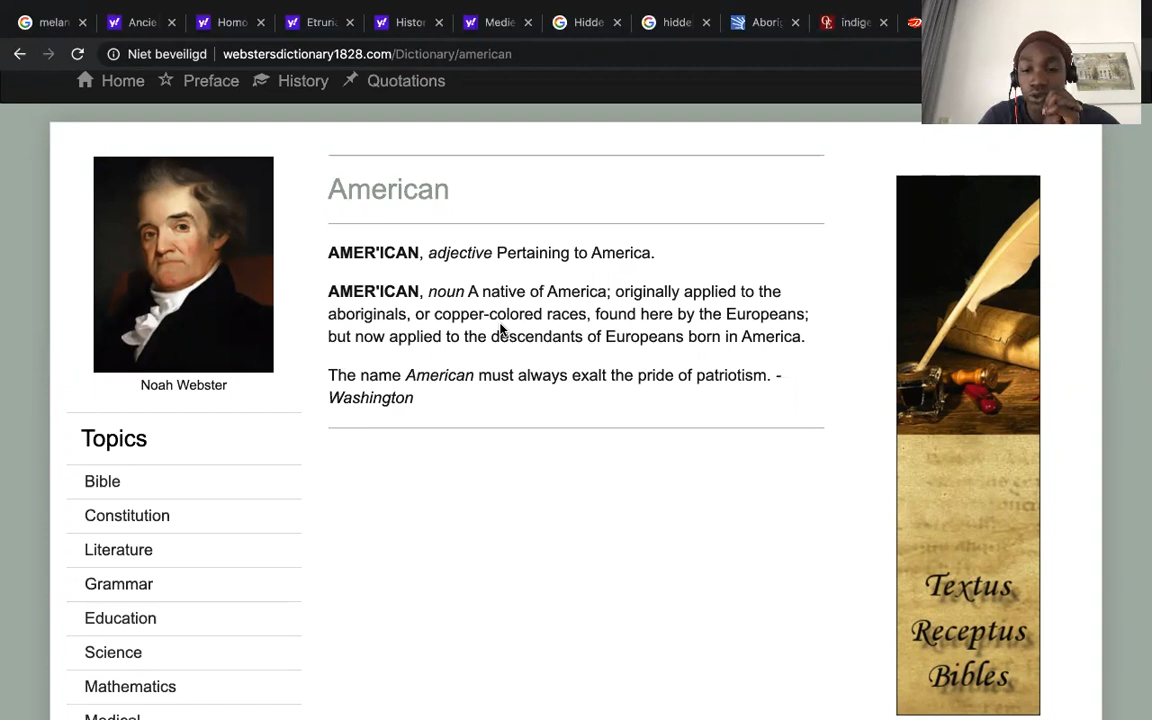 melan
Ancie
Homo
Etruri
Histor
Medie
Hidde
hidde
Abori
indige
Niet beveiligd
webstersdictionary1828.com/Dictionary/american
Home
Preface
History
Quotations
American
AMER'ICAN, adjective Pertaining to America.
AMER'ICAN, noun A native of America; originally applied to the
aboriginals, or copper-colored races, found here by the Europeans;
but now applied to the descendants of Europeans born in America.
The name American must always exalt the pride of patriotism. -
Washington
Noah Webster
Topics
Bible
Constitution
Literature
Grammar
Education
Science
Mathematics
Medical
Textus
Receptus
Bibles